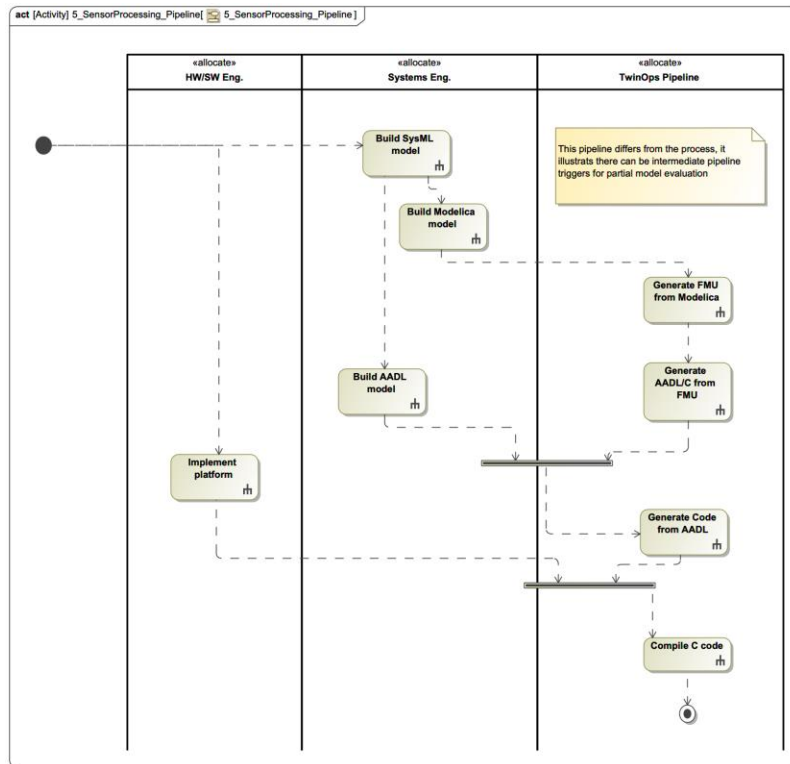 act [Activity] 5_SensorProcessing_Pipeline[ 5_SensorProcessing_Pipeline ]
«allocate»
HW/SW Eng.
«allocate»
Systems Eng.
«allocate»
TwinOps Pipeline
Build SysML
model
This pipeline differs from the process, it
illustrats there can be intermediate pipeline
triggers for partial model evaluation
Build Modelica
model
Generate FMU
from Modelica
Build AADL
model
Generate
AADL/C from
FMU
Implement
platform
Generate Code
from AADL
Compile C code